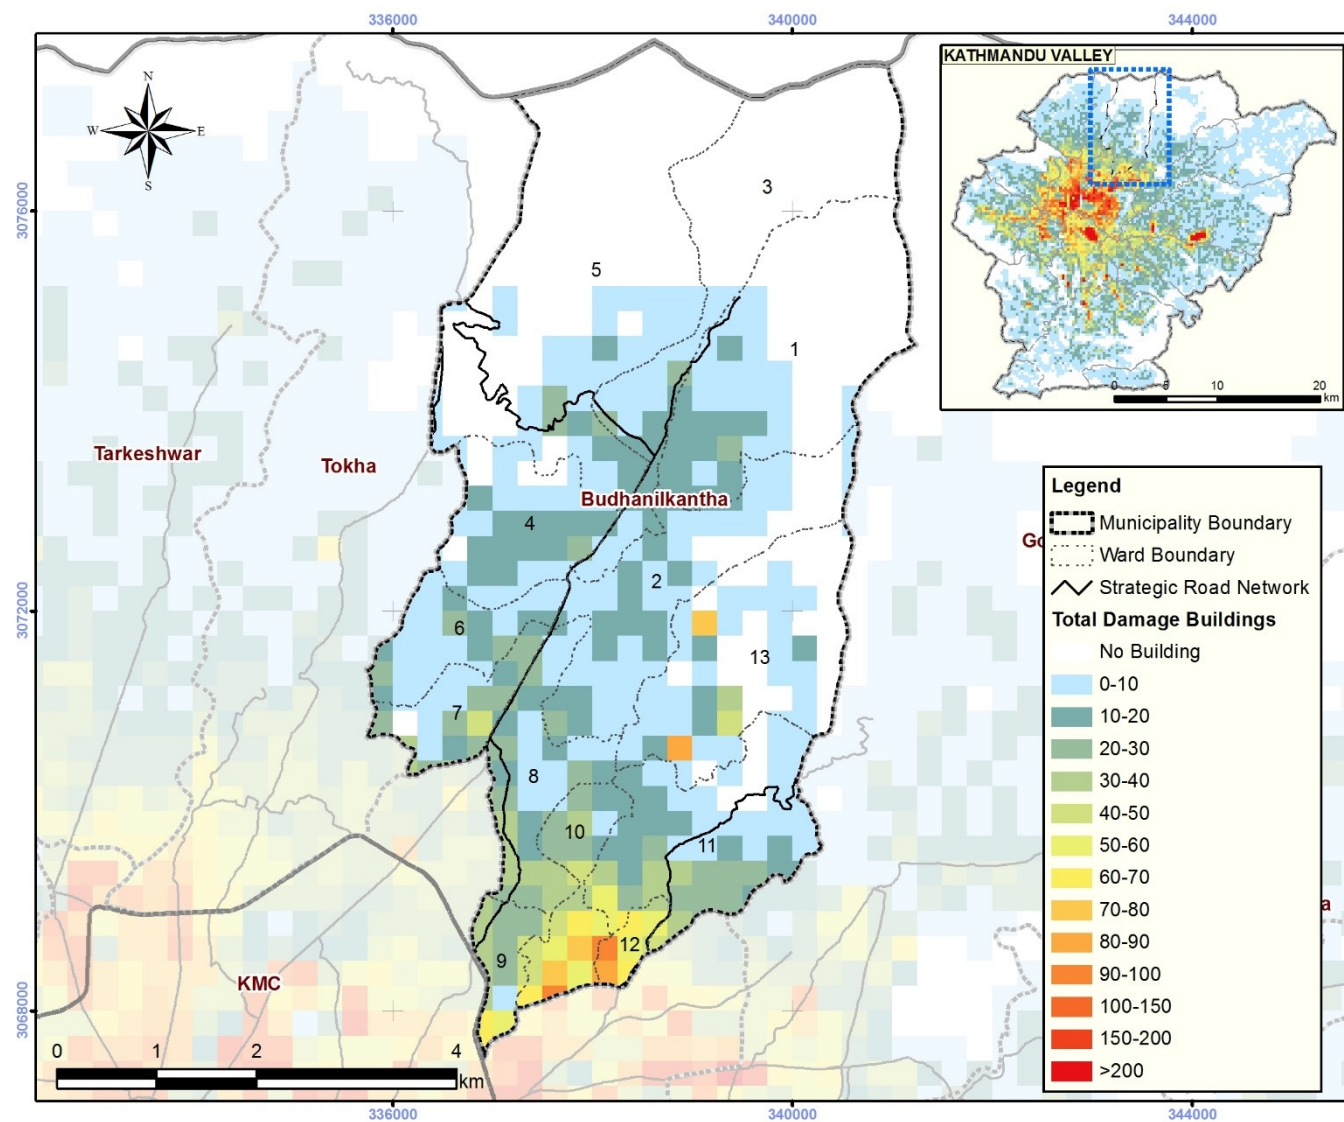 336000
340000
344000
3076000
3072000
3068000
N
W
E
S
KATHMANDU VALLEY
0
5
10
20
km
3
5
1
Tarkeshwar
Tokha
Budhanilkantha
4
2
6
13
7
8
10
11
12
9
KMC
Go
a
Legend
Municipality Boundary
Ward Boundary
Strategic Road Network
Total Damage Buildings
No Building
0-10
10-20
20-30
30-40
40-50
50-60
60-70
70-80
80-90
90-100
100-150
150-200
>200
0
1
2
4
km
336000
340000
344000